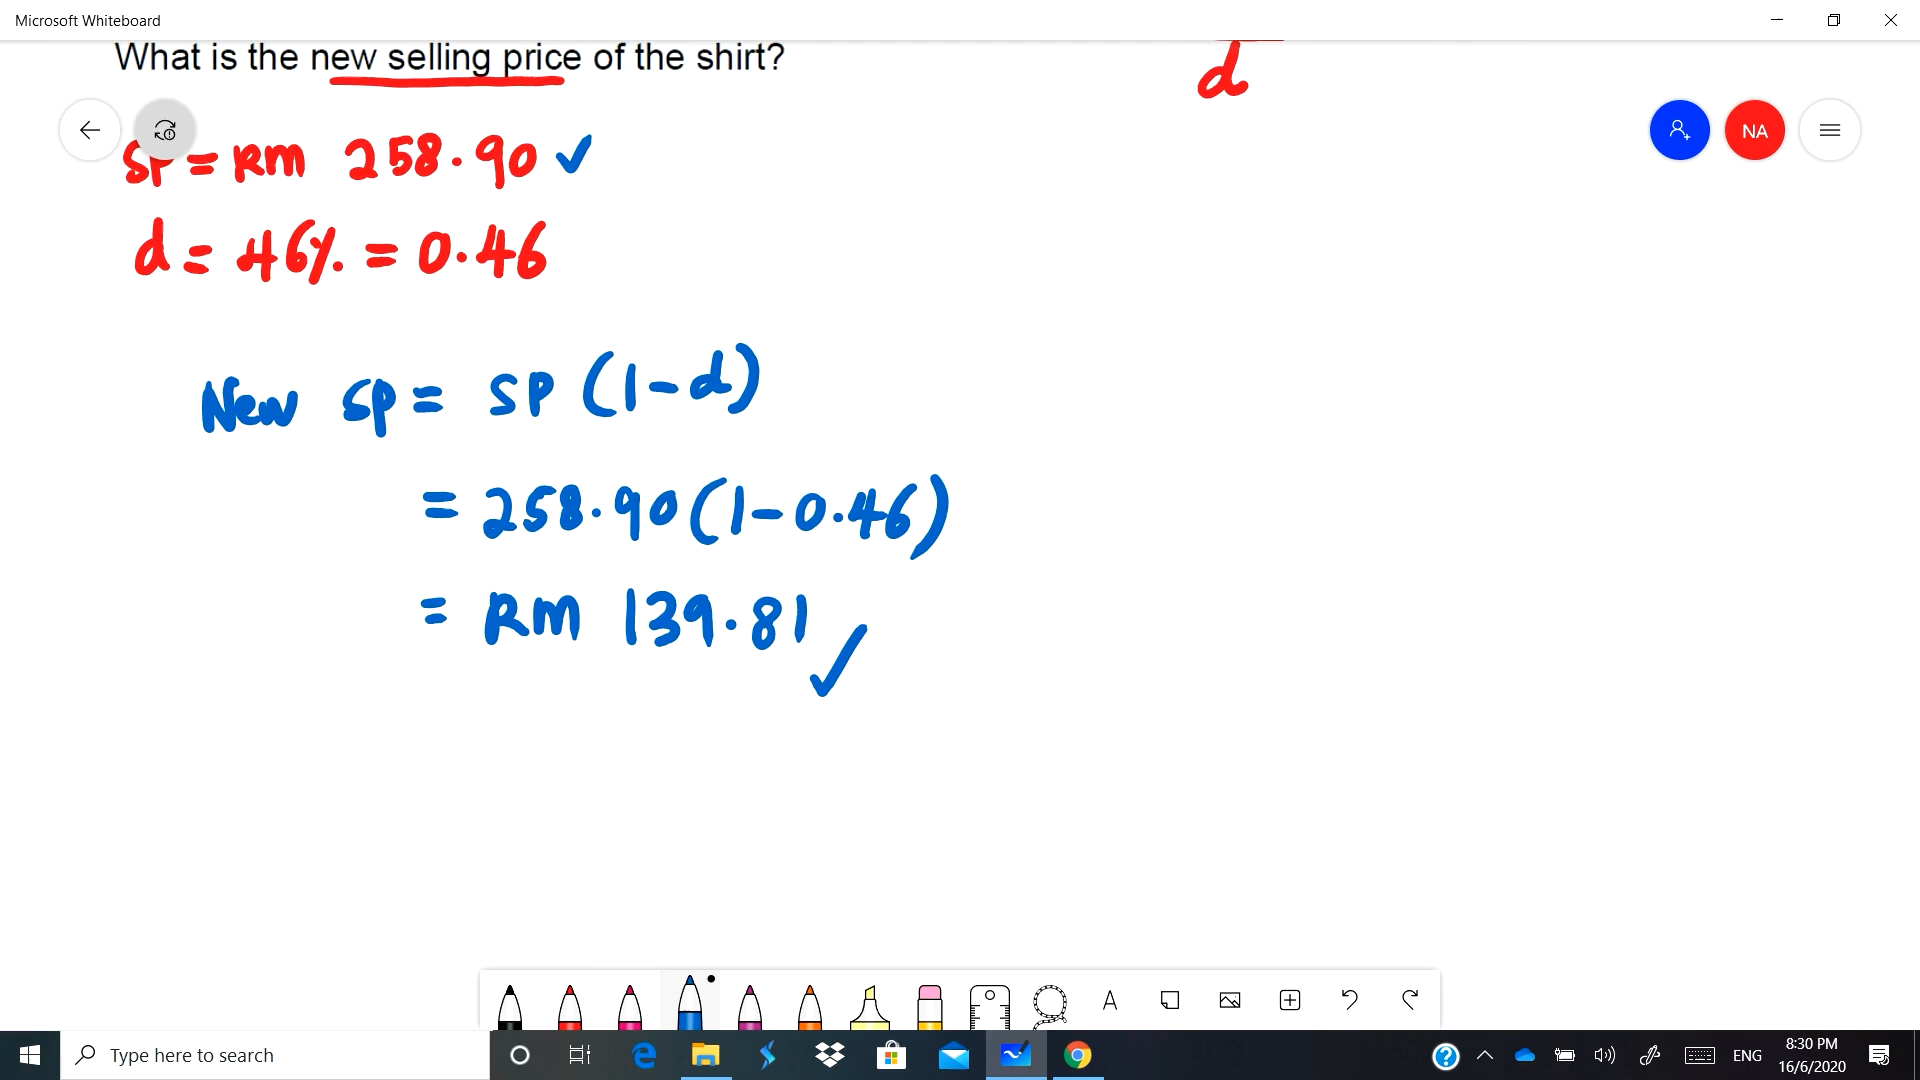 Microsoft Whiteboard
What is the new selling price of the shirt?
d
NA
SP = RM 258.90 ✓
d = 46% = 0.46
New SP = SP (1-d)
= 258.90 (1-0.46)
= RM 139.81 ✓
A
Type here to search
ENG
8:30 PM
16/6/2020